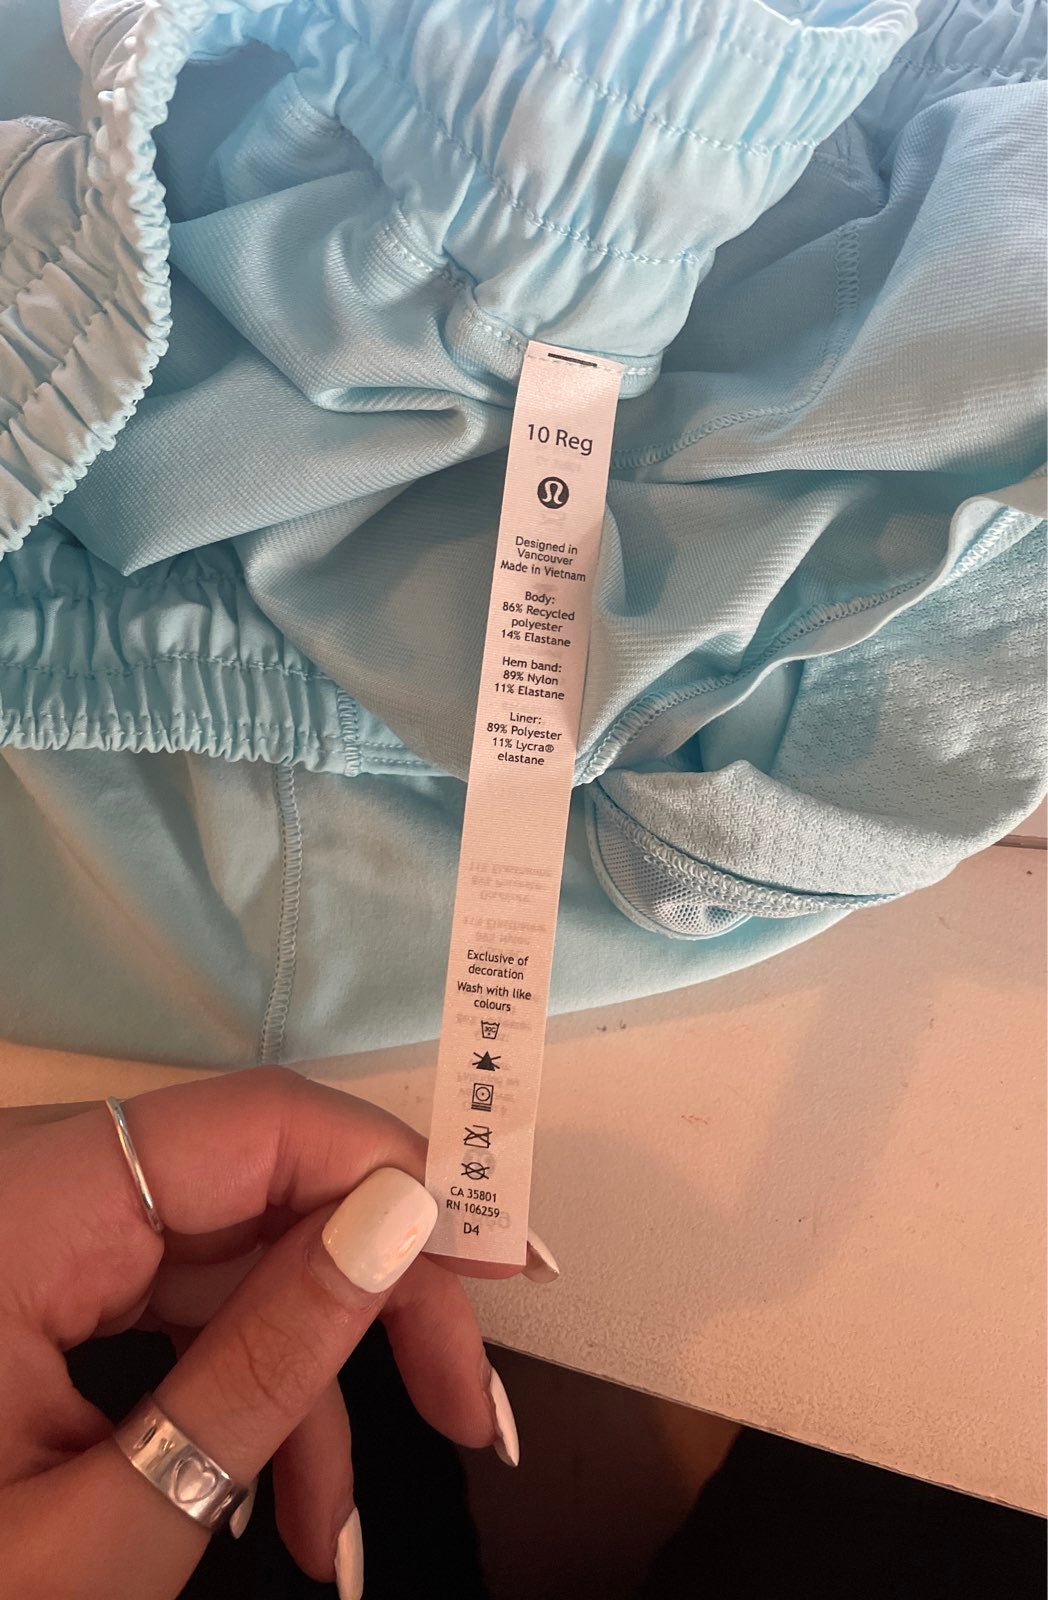 10 Reg
Designed in
Vancouver
Made in Vietnam
Body:
86% Recycled
polyester
14% Elastane
Hem band:
89% Nylon
11% Elastane
Liner:
89% Polyester
11% Lycra®
elastane
Exclusive of
decoration
Wash with like
colours
30C
CA 35801
RN 106259
D4